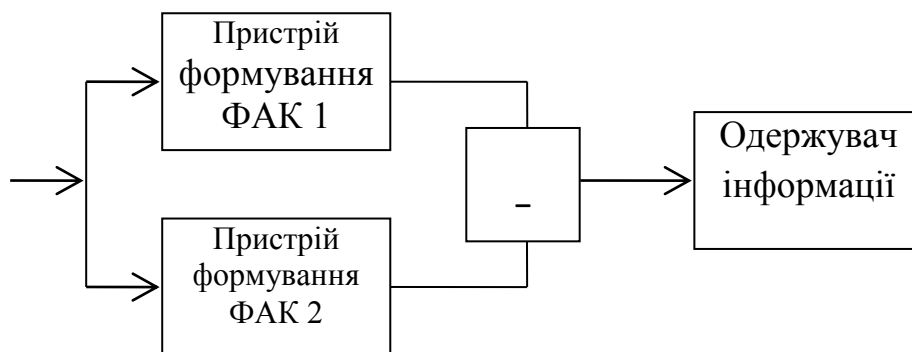 Пристрій
формування
ФАК 1
–
Одержувач
інформації
Пристрій
формування
ФАК 2